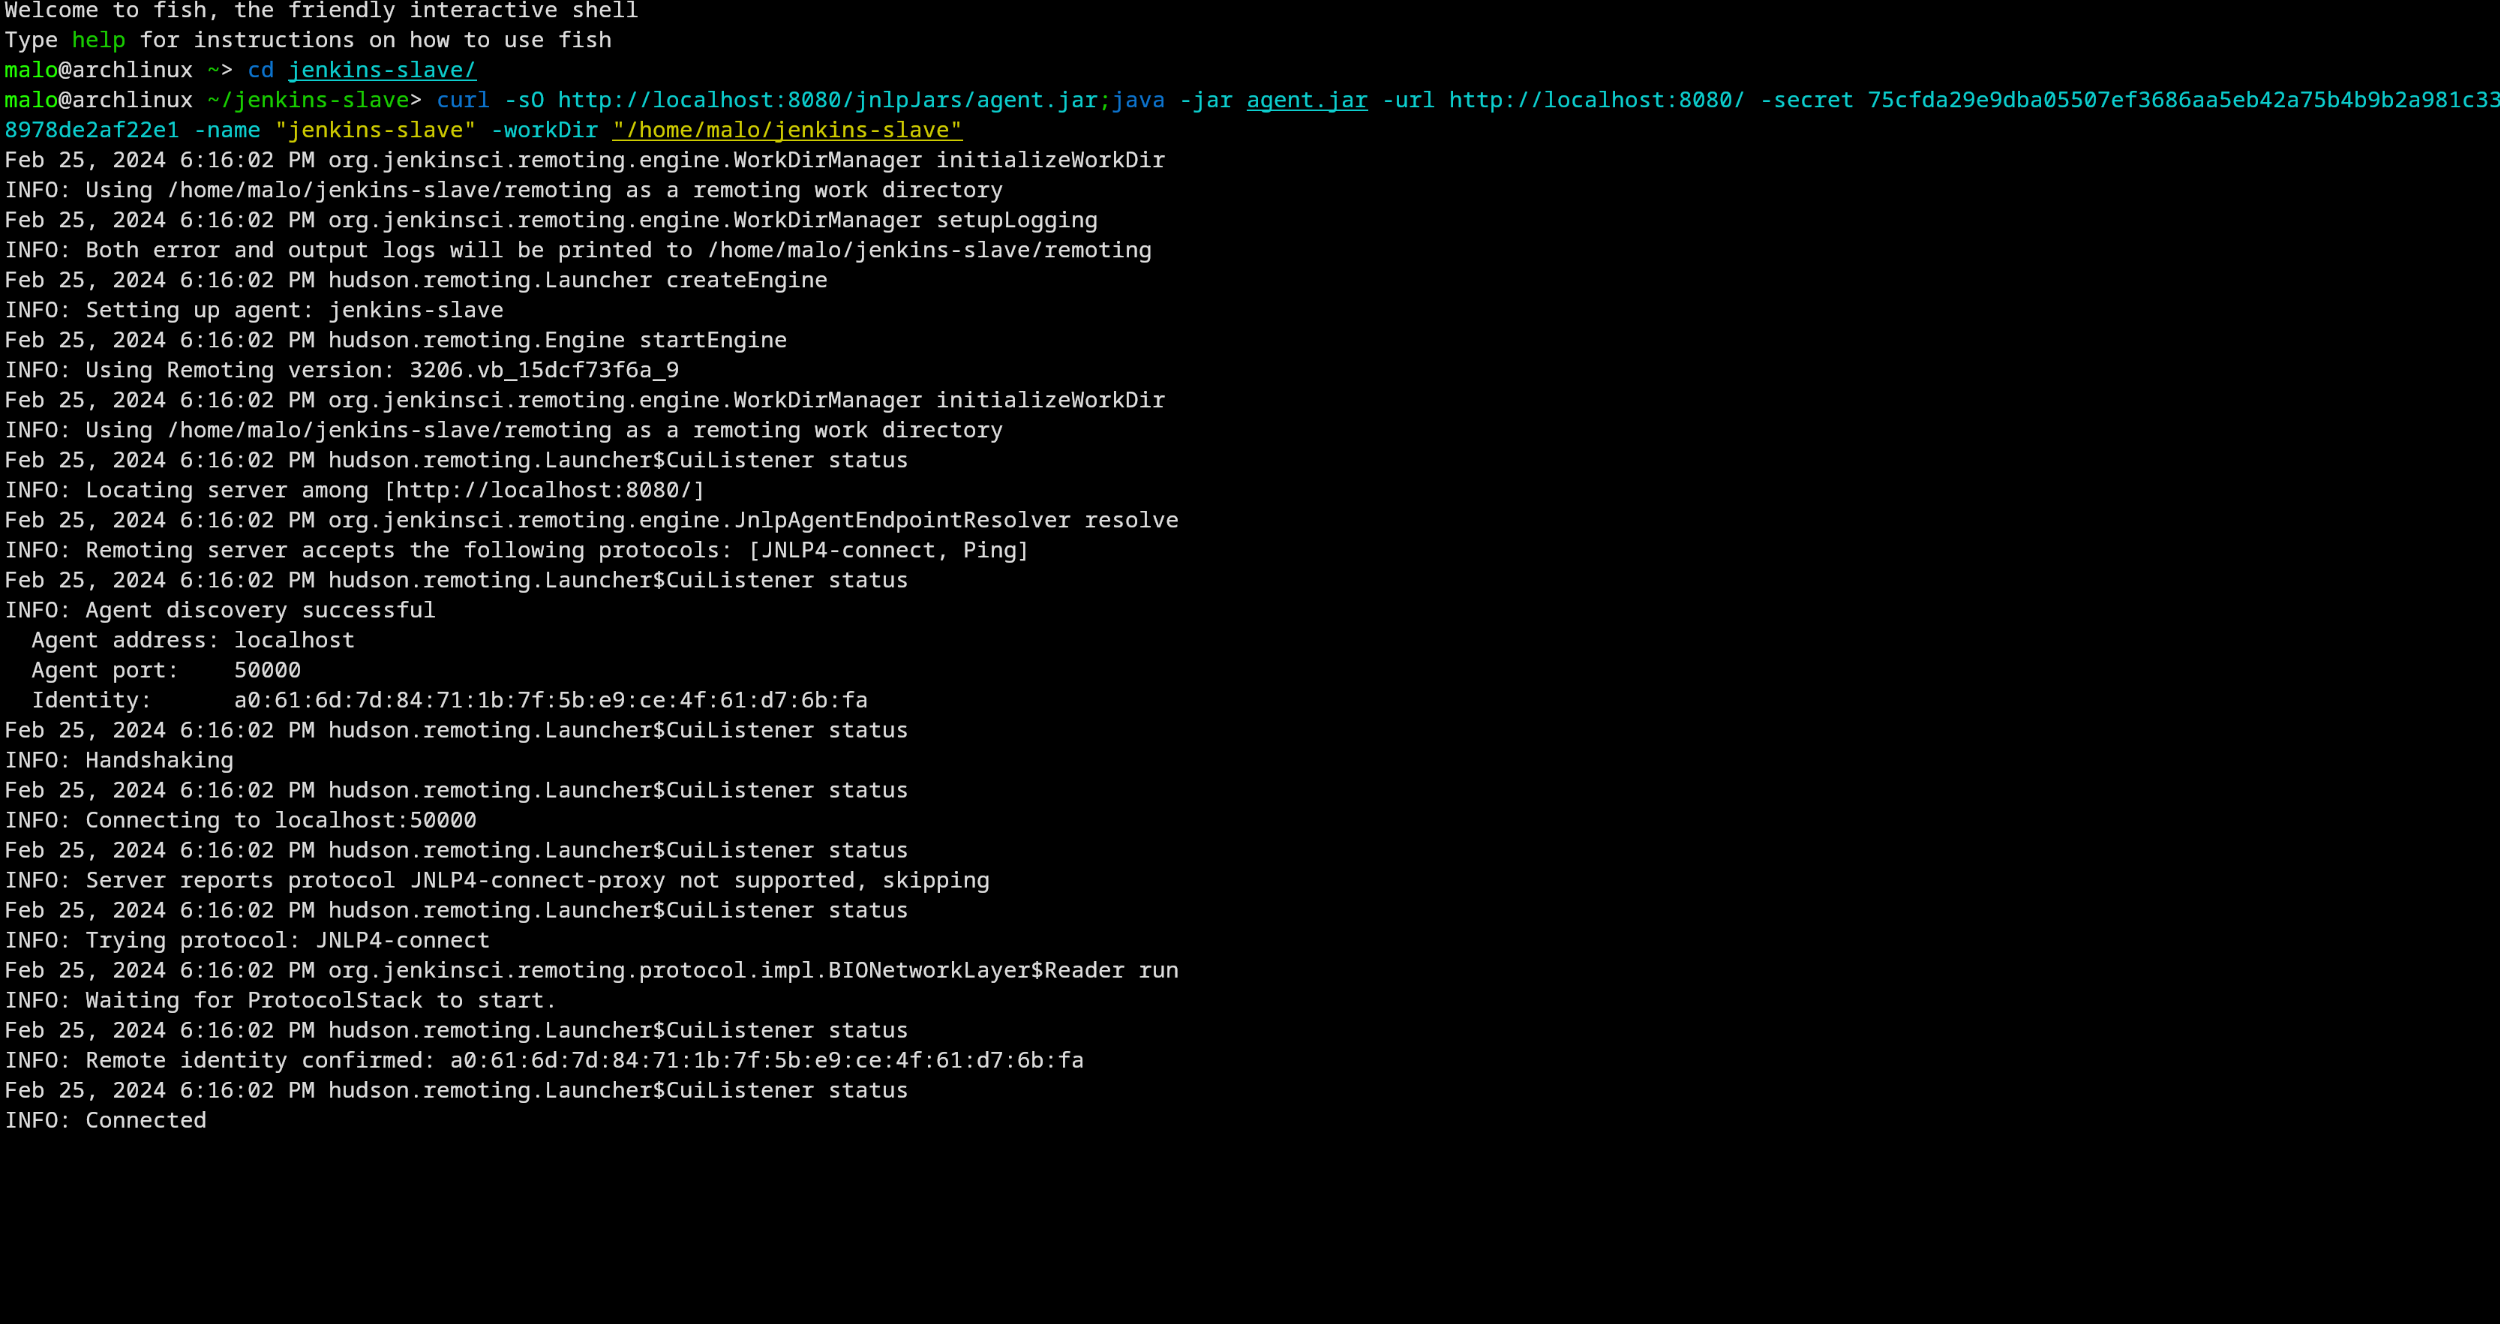 Welcome to fish, the friendly interactive shell
Type help for instructions on how to use fish
malo@archlinux ~> cd jenkins-slave/
malo@archlinux ~/jenkins-slave> curl -sO http://localhost:8080/jnlpJars/agent.jar;java -jar agent.jar -url http://localhost:8080/ -secret 75cfda29e9dba05507ef3686aa5eb42a75b4b9b2a981c33
8978de2af22e1 -name "jenkins-slave" -workDir "/home/malo/jenkins-slave"
Feb 25, 2024 6:16:02 PM org.jenkinsci.remoting.engine.WorkDirManager initializeWorkDir
INFO: Using /home/malo/jenkins-slave/remoting as a remoting work directory
Feb 25, 2024 6:16:02 PM org.jenkinsci.remoting.engine.WorkDirManager setupLogging
INFO: Both error and output logs will be printed to /home/malo/jenkins-slave/remoting
Feb 25, 2024 6:16:02 PM hudson.remoting.Launcher createEngine
INFO: Setting up agent: jenkins-slave
Feb 25, 2024 6:16:02 PM hudson.remoting.Engine startEngine
INFO: Using Remoting version: 3206.vb_15dcf73f6a_9
Feb 25, 2024 6:16:02 PM org.jenkinsci.remoting.engine.WorkDirManager initializeWorkDir
INFO: Using /home/malo/jenkins-slave/remoting as a remoting work directory
Feb 25, 2024 6:16:02 PM hudson.remoting.Launcher$CuiListener status
INFO: Locating server among [http://localhost:8080/]
Feb 25, 2024 6:16:02 PM org.jenkinsci.remoting.engine.JnlpAgentEndpointResolver resolve
INFO: Remoting server accepts the following protocols: [JNLP4-connect, Ping]
Feb 25, 2024 6:16:02 PM hudson.remoting.Launcher$CuiListener status
INFO: Agent discovery successful
  Agent address: localhost
  Agent port:    50000
  Identity:      a0:61:6d:7d:84:71:1b:7f:5b:e9:ce:4f:61:d7:6b:fa
Feb 25, 2024 6:16:02 PM hudson.remoting.Launcher$CuiListener status
INFO: Handshaking
Feb 25, 2024 6:16:02 PM hudson.remoting.Launcher$CuiListener status
INFO: Connecting to localhost:50000
Feb 25, 2024 6:16:02 PM hudson.remoting.Launcher$CuiListener status
INFO: Server reports protocol JNLP4-connect-proxy not supported, skipping
Feb 25, 2024 6:16:02 PM hudson.remoting.Launcher$CuiListener status
INFO: Trying protocol: JNLP4-connect
Feb 25, 2024 6:16:02 PM org.jenkinsci.remoting.protocol.impl.BIONetworkLayer$Reader run
INFO: Waiting for ProtocolStack to start.
Feb 25, 2024 6:16:02 PM hudson.remoting.Launcher$CuiListener status
INFO: Remote identity confirmed: a0:61:6d:7d:84:71:1b:7f:5b:e9:ce:4f:61:d7:6b:fa
Feb 25, 2024 6:16:02 PM hudson.remoting.Launcher$CuiListener status
INFO: Connected